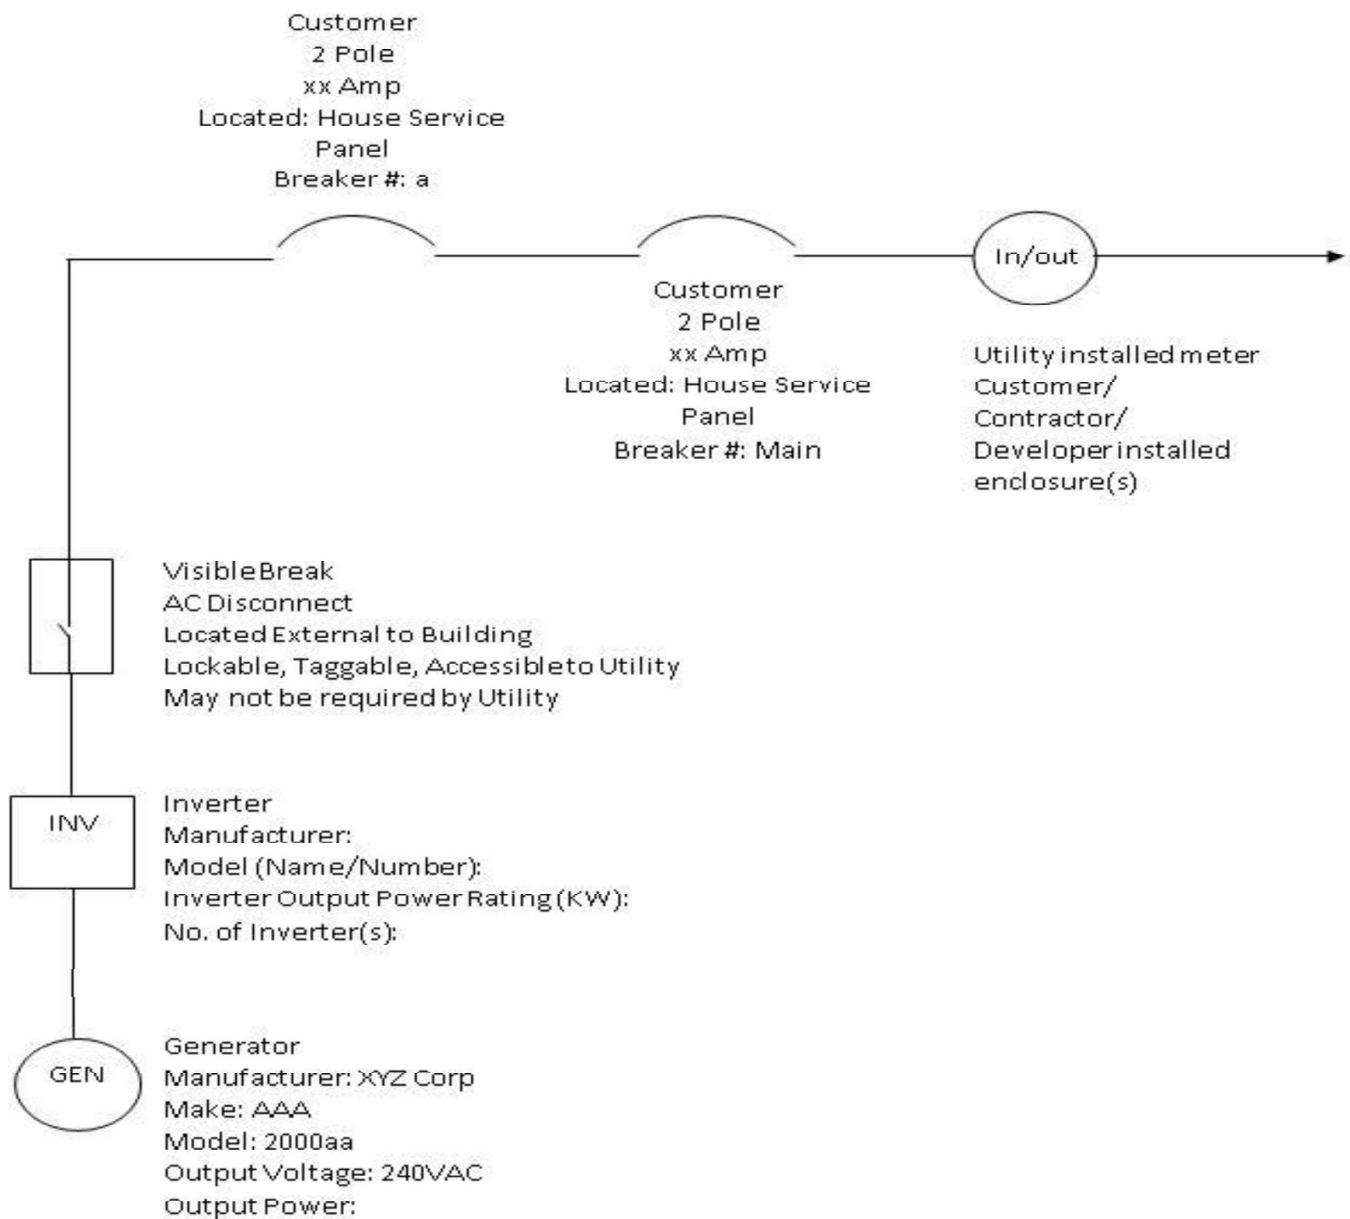 Customer
2 Pole
xx Amp
Located: House Service
Panel
Breaker #: a
In/out
Customer
2 Pole
xx Amp
Located: House Service
Panel
Breaker #: Main
Utility installed meter
Customer/
Contractor/
Developer installed
enclosure(s)
Visible Break
AC Disconnect
Located External to Building
Lockable, Taggable, Accessible to Utility
May not be required by Utility
INV
Inverter
Manufacturer:
Model (Name/Number):
Inverter Output Power Rating (KW):
No. of Inverter(s):
GEN
Generator
Manufacturer: XYZ Corp
Make: AAA
Model: 2000aa
Output Voltage: 240VAC
Output Power: